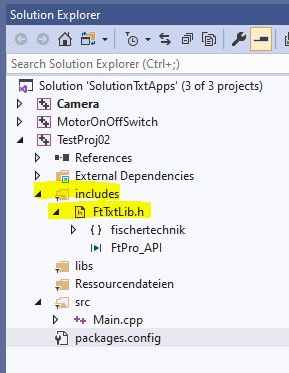 Solution Explorer
Search Solution Explorer (Ctrl+;)
Solution 'SolutionTxtApps' (3 of 3 projects)
Camera
MotorOnOffSwitch
TestProj02
References
External Dependencies
includes
FtTxtLib.h
{ } fischertechnik
FtPro_API
libs
Ressourcendateien
src
Main.cpp
packages.config